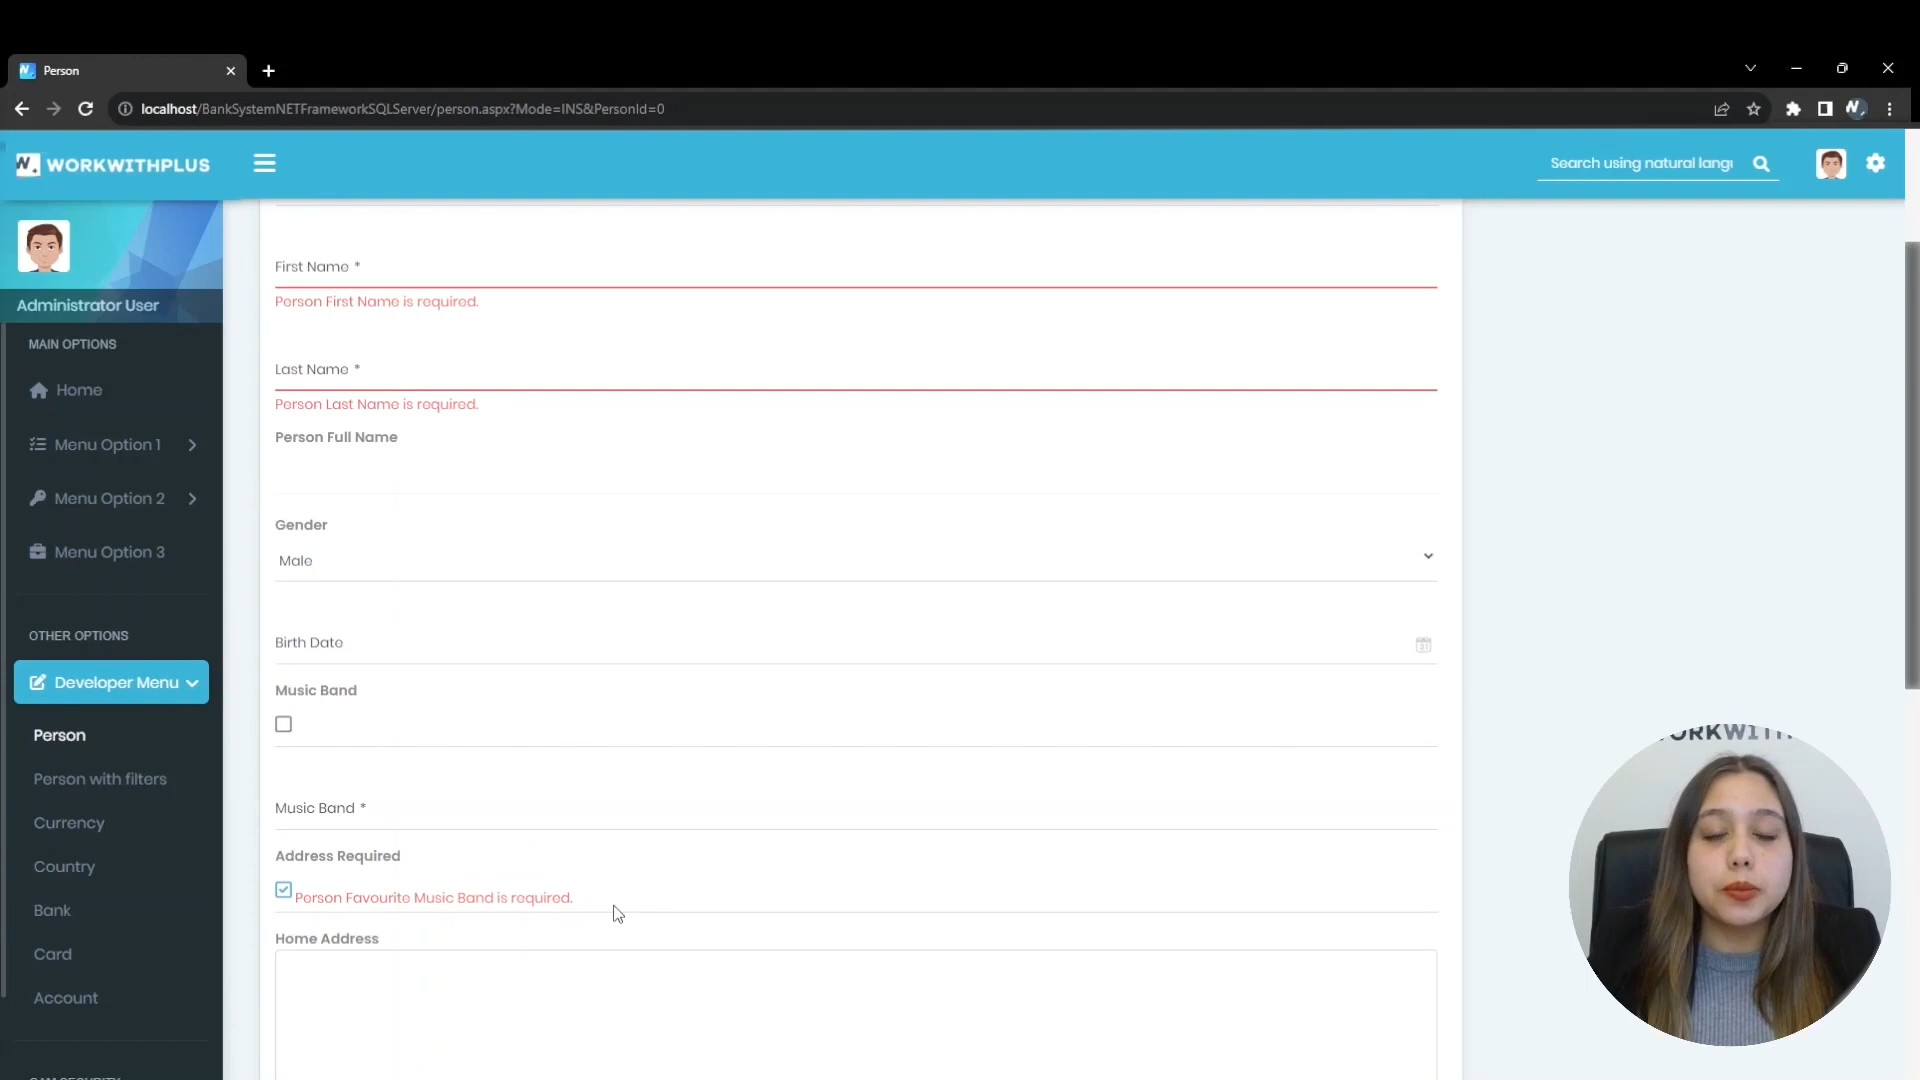 Person
localhost/BankSystemNETFrameworkSQLServer/person.aspx?Mode=INS&PersonId=0
WORKWITHPLUS
Search using natural langu
Administrator User
MAIN OPTIONS
Home
Menu Option 1
Menu Option 2
Menu Option 3
OTHER OPTIONS
Developer Menu
Person
Person with filters
Currency
Country
Bank
Card
Account
First Name *
Person First Name is required.
Last Name *
Person Last Name is required.
Person Full Name
Gender
Male
Birth Date
31
Music Band
Music Band *
Address Required
Person Favourite Music Band is required.
Home Address